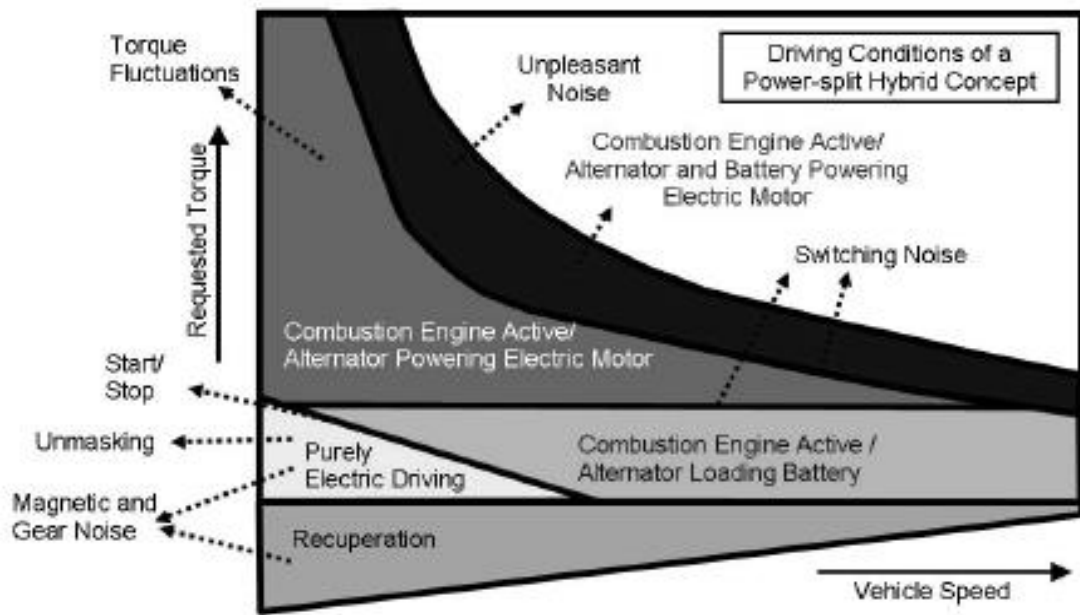 Torque
Fluctuations
Unpleasant
Noise
Driving Conditions of a
Power-split Hybrid Concept
Combustion Engine Active/
Alternator and Battery Powering
Electric Motor
Requested Torque
Switching Noise
Combustion Engine Active/
Alternator Powering Electric Motor
Start/
Stop
Unmasking
Purely
Electric Driving
Combustion Engine Active /
Alternator Loading Battery
Magnetic and
Gear Noise
Recuperation
Vehicle Speed